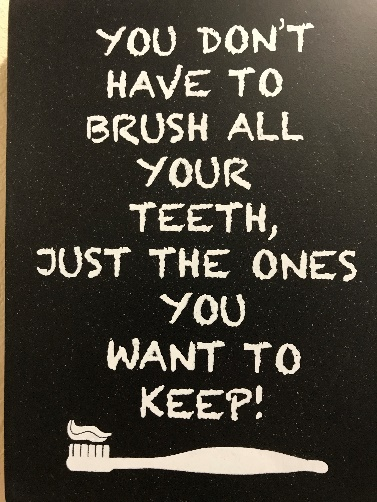 YOU DON'T
HAVE TO
BRUSH ALL
YOUR
TEETH,
JUST THE ONES
YOU
WANT TO
KEEP!